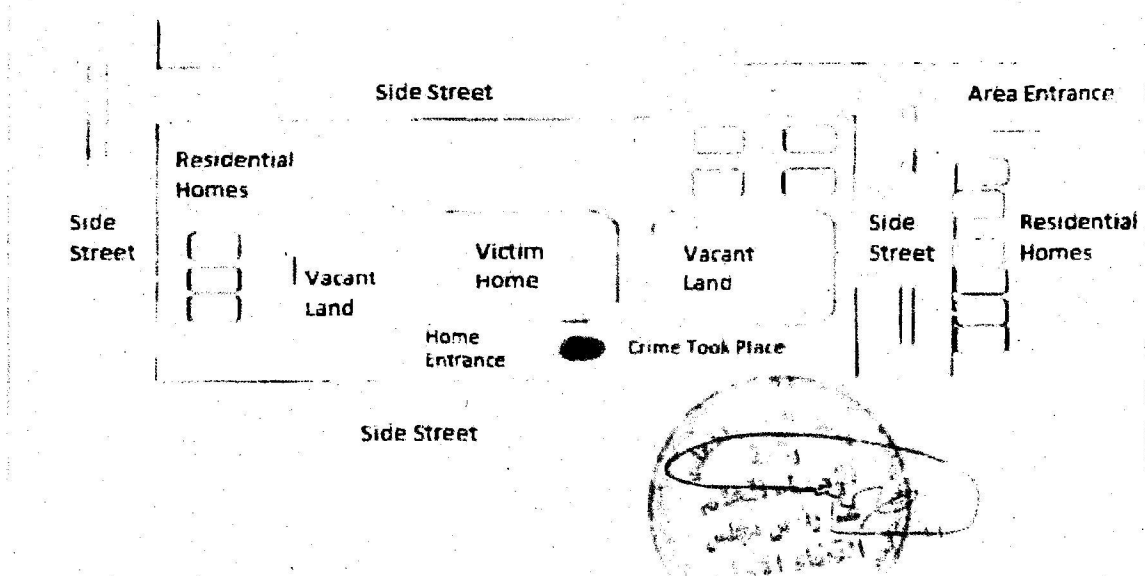 Side Street
Area Entrance
Residential
Homes
Side
Street
Vacant
Land
Victim
Home
Vacant
Land
Side
Street
Residential
Homes
Home
Entrance
Crime Took Place
Side Street